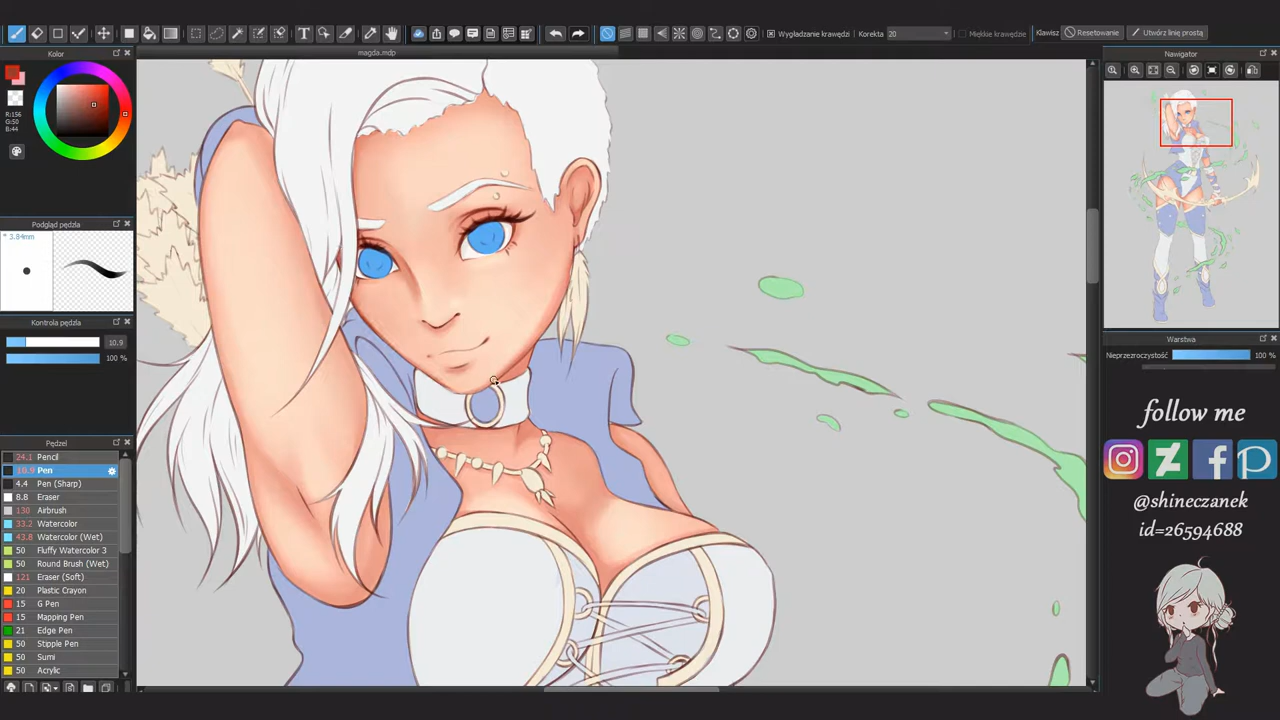 Wygładzanie krawędzi Korekta 20 Miękkie krawędzie Klawisz Resetowanie Utwórz linię prostą
Kolor
magda.mdp
Nawigator
R:156
G:50
B:44
Podgląd pędzla
* 3.84mm
Kontrola pędzla
10.9
100 %
Warstwa
Nieprzezroczystość 100 %
Pędzel
24.1 Pencil
10.9 Pen
4.4 Pen (Sharp)
8.8 Eraser
130 Airbrush
33.2 Watercolor
43.8 Watercolor (Wet)
50 Fluffy Watercolor 3
50 Round Brush (Wet)
121 Eraser (Soft)
20 Plastic Crayon
15 G Pen
15 Mapping Pen
21 Edge Pen
50 Stipple Pen
50 Sumi
50 Acrylic
follow me
@shineczanek
id=26594688